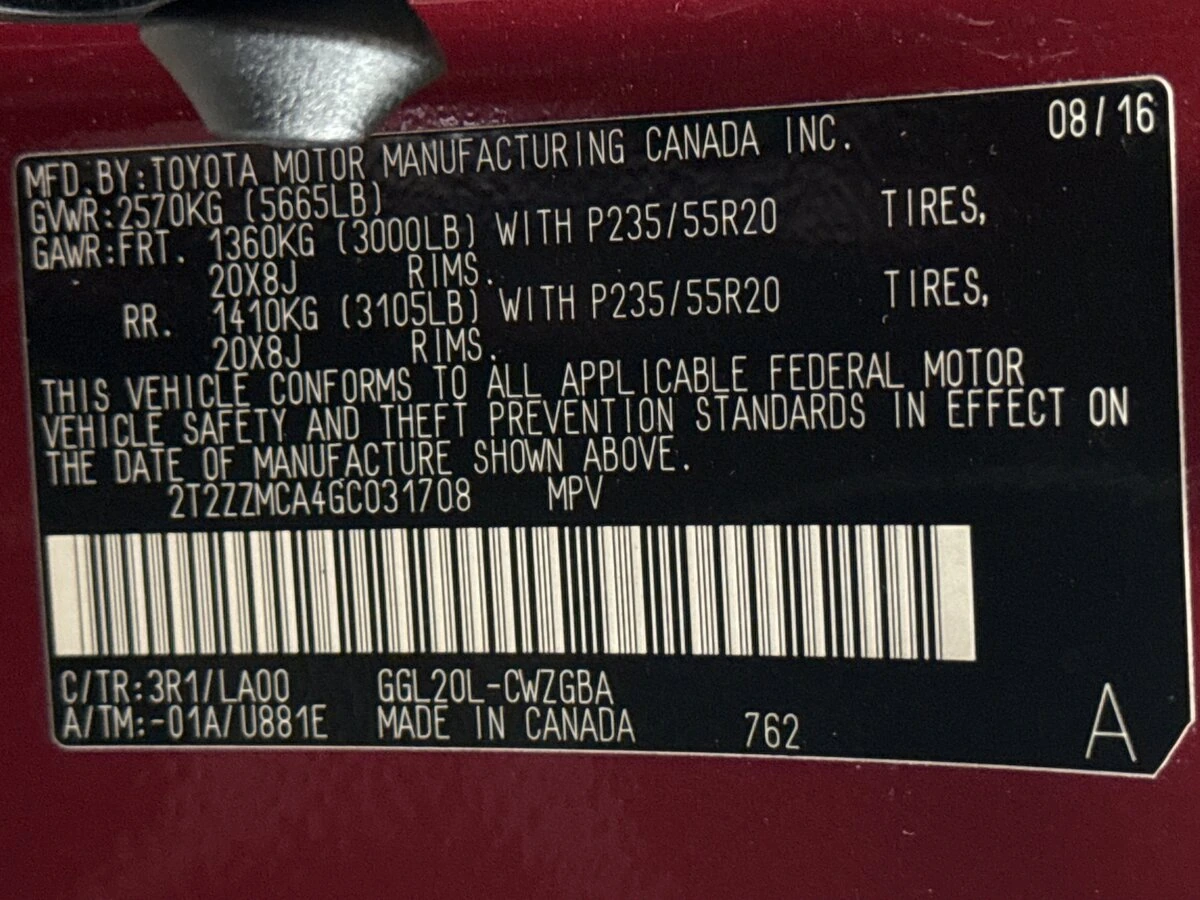 08/16
MFD.BY:TOYOTA MOTOR MANUFACTURING CANADA INC.
GVWR:2570KG (5665LB)
GAWR:FRT. 1360KG (3000LB) WITH P235/55R20 TIRES,
20X8J RIMS.
RR. 1410KG (3105LB) WITH P235/55R20 TIRES,
20X8J RIMS.
THIS VEHICLE CONFORMS TO ALL APPLICABLE FEDERAL MOTOR
VEHICLE SAFETY AND THEFT PREVENTION STANDARDS IN EFFECT ON
THE DATE OF MANUFACTURE SHOWN ABOVE.
2T2ZZMCA4GC031708 MPV
C/TR:3R1/LA00 GGL20L-CWZGBA
A/TM:-01A/U881E MADE IN CANADA 762 A